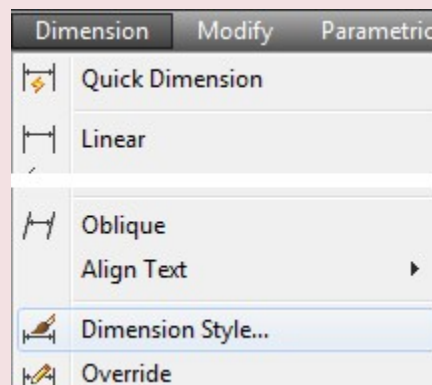 Dimension Modify Parametric
Quick Dimension
Linear
Oblique
Align Text
Dimension Style...
Override